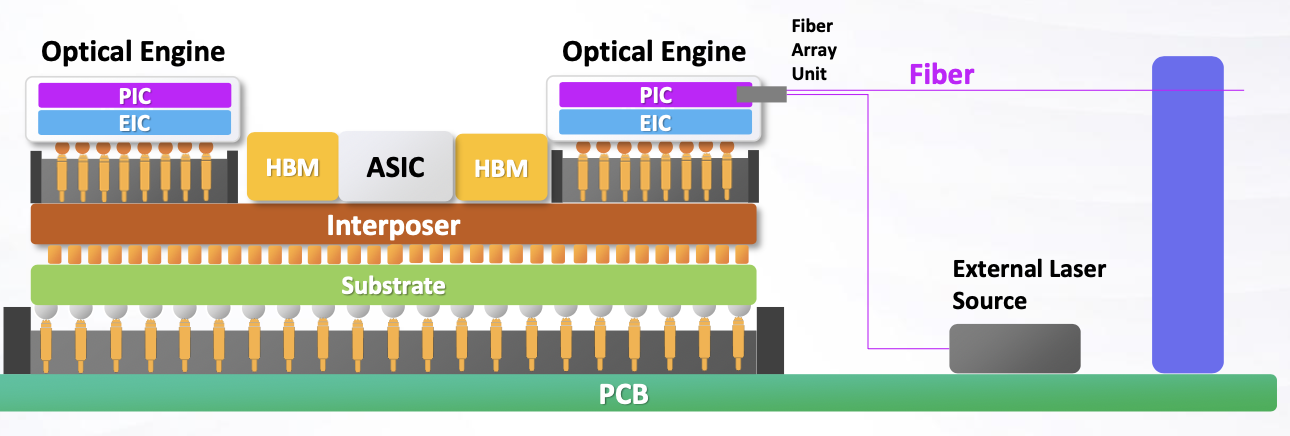 Optical Engine
PIC
EIC
HBM
ASIC
HBM
Optical Engine
PIC
EIC
Fiber
Array
Unit
Fiber
Interposer
Substrate
External Laser
Source
PCB